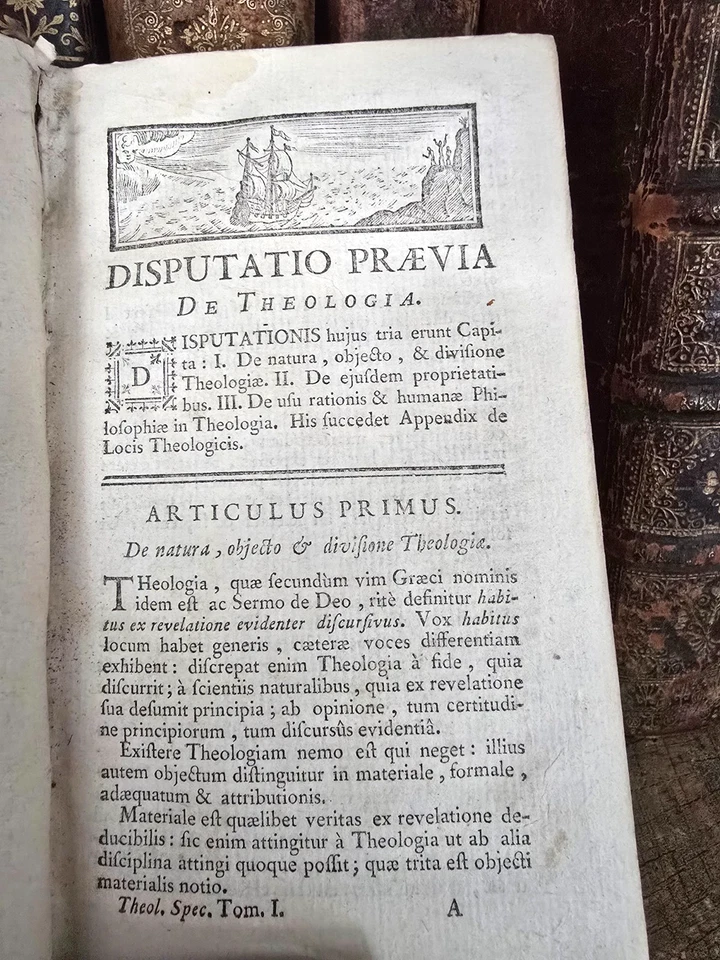 DISPUTATIO PRÆVIA
DE THEOLOGIA.
DISPUTATIONIS hujus tria erunt Capi-
ta : I. De natura , objecto , & diviſione
Theologiæ. II. De ejuſdem proprietati-
bus. III. De uſu rationis & humanæ Phi-
loſophiæ in Theologia. His ſuccedet Appendix de
Locis Theologicis.
ARTICULUS PRIMUS.
De natura , objecto & diviſione Theologiæ.
THeologia , quæ ſecundùm vim Græci nominis
idem eſt ac Sermo de Deo , ritè definitur habi-
tus ex revelatione evidenter diſcurſivus. Vox habitus
locum habet generis , cæteræ voces differentiam
exhibent : diſcrepat enim Theologia à fide , quia
diſcurrit ; à ſcientiis naturalibus , quia ex revelatione
ſua deſumit principia ; ab opinione , tum certitudi-
ne principiorum , tum diſcursûs evidentiâ.
Exiſtere Theologiam nemo eſt qui neget : illius
autem objectum diſtinguitur in materiale , formale ,
adæquatum & attributionis.
Materiale eſt quælibet veritas ex revelatione de-
ducibilis : ſic enim attingitur à Theologia ut ab alia
diſciplina attingi quoque poſſit ; quæ trita eſt objecti
materialis notio.
Theol. Spec. Tom. I. A